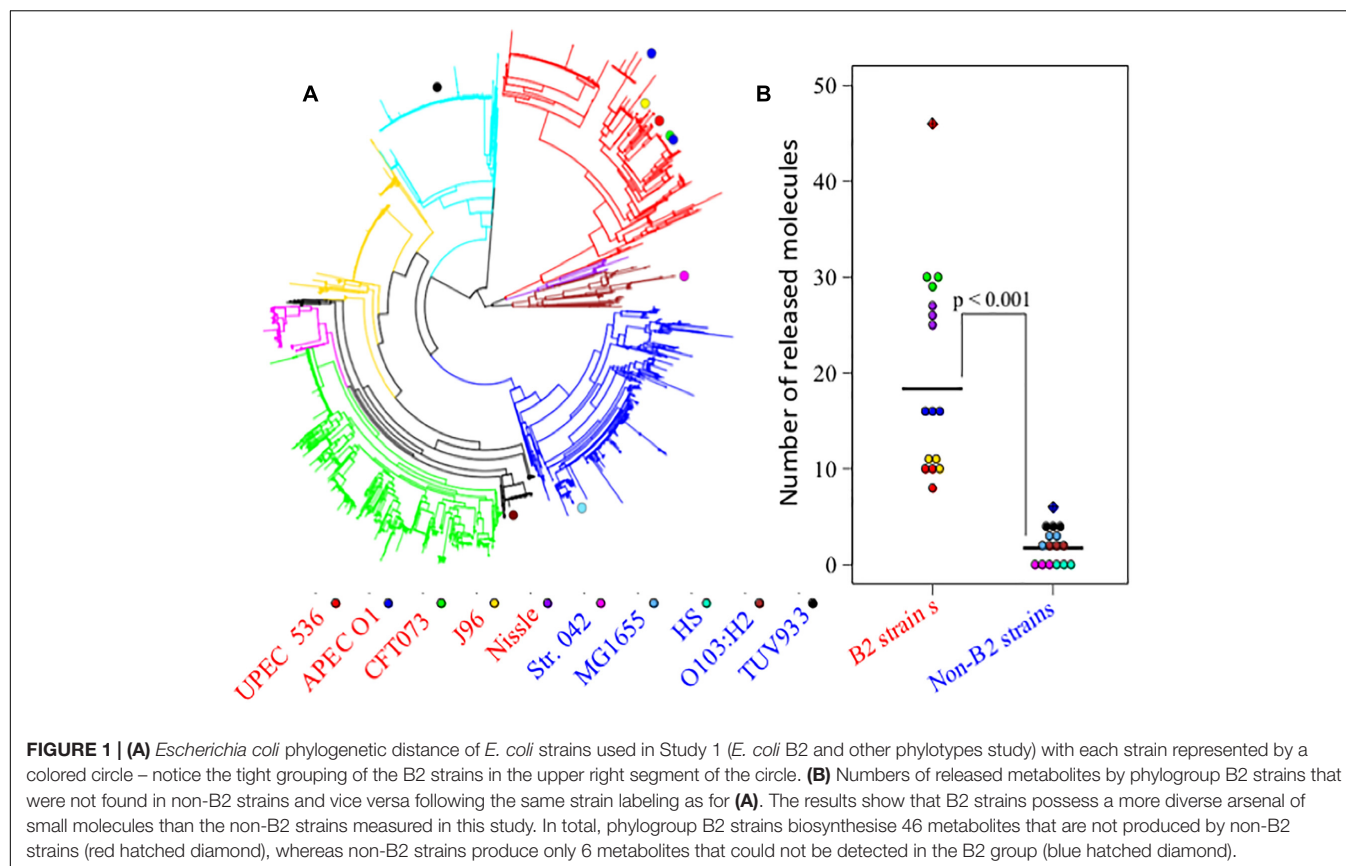 A
B
Number of released molecules
50
40
30
20
10
0
p < 0.001
B2 strain s
Non-B2 strains
UPEC 536
APEC O1
CFT073
J96
Nissle
Str. 042
MG1655
HS
O103:H2
TUV933
FIGURE 1 | (A) Escherichia coli phylogenetic distance of E. coli strains used in Study 1 (E. coli B2 and other phylotypes study) with each strain represented by a
colored circle – notice the tight grouping of the B2 strains in the upper right segment of the circle. (B) Numbers of released metabolites by phylogroup B2 strains that
were not found in non-B2 strains and vice versa following the same strain labeling as for (A). The results show that B2 strains possess a more diverse arsenal of
small molecules than the non-B2 strains measured in this study. In total, phylogroup B2 strains biosynthesise 46 metabolites that are not produced by non-B2
strains (red hatched diamond), whereas non-B2 strains produce only 6 metabolites that could not be detected in the B2 group (blue hatched diamond).